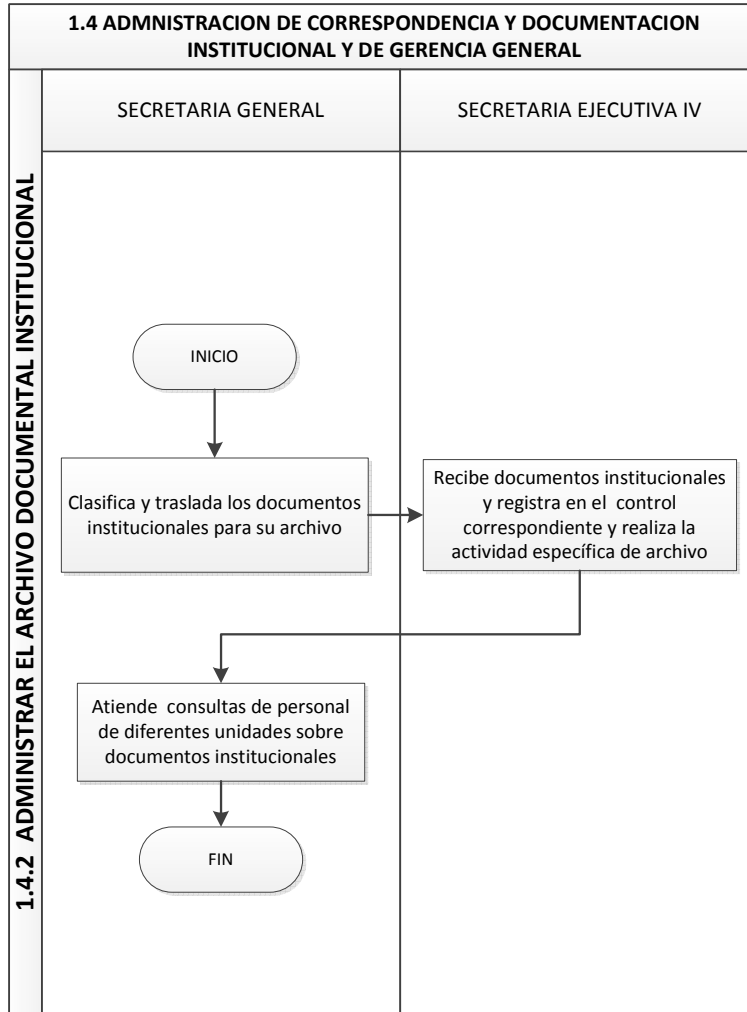 1.4 ADMNISTRACION DE CORRESPONDENCIA Y DOCUMENTACION
INSTITUCIONAL Y DE GERENCIA GENERAL
1.4.2 ADMINISTRAR EL ARCHIVO DOCUMENTAL INSTITUCIONAL
SECRETARIA GENERAL
SECRETARIA EJECUTIVA IV
INICIO
Clasifica y traslada los documentos
institucionales para su archivo
Recibe documentos institucionales
y registra en el control
correspondiente y realiza la
actividad específica de archivo
Atiende consultas de personal
de diferentes unidades sobre
documentos institucionales
FIN